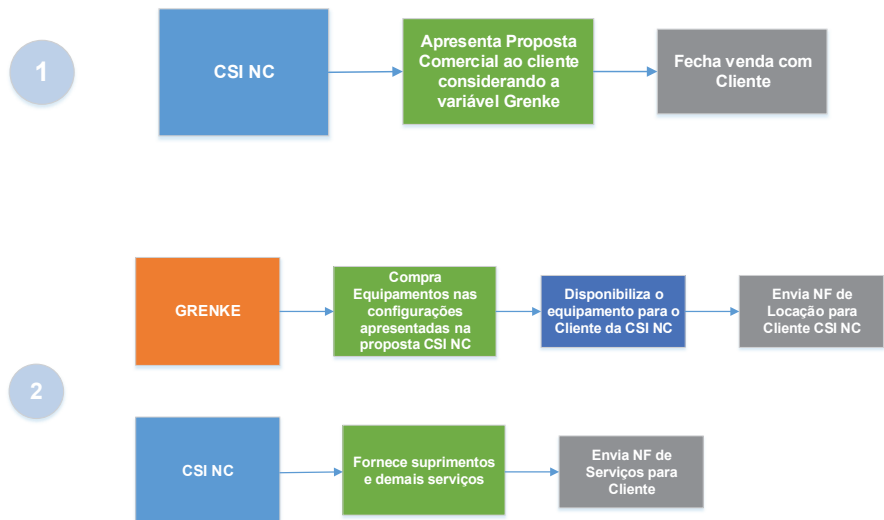 1
CSI NC
Apresenta Proposta
Comercial ao cliente
considerando a
variável Grenke
Fecha venda com
Cliente
2
GRENKE
Compra
Equipamentos nas
configurações
apresentadas na
proposta CSI NC
Disponibiliza o
equipamento para o
Cliente da CSI NC
Envia NF de
Locação para
Cliente CSI NC
CSI NC
Fornece suprimentos
e demais serviços
Envia NF de
Serviços para
Cliente